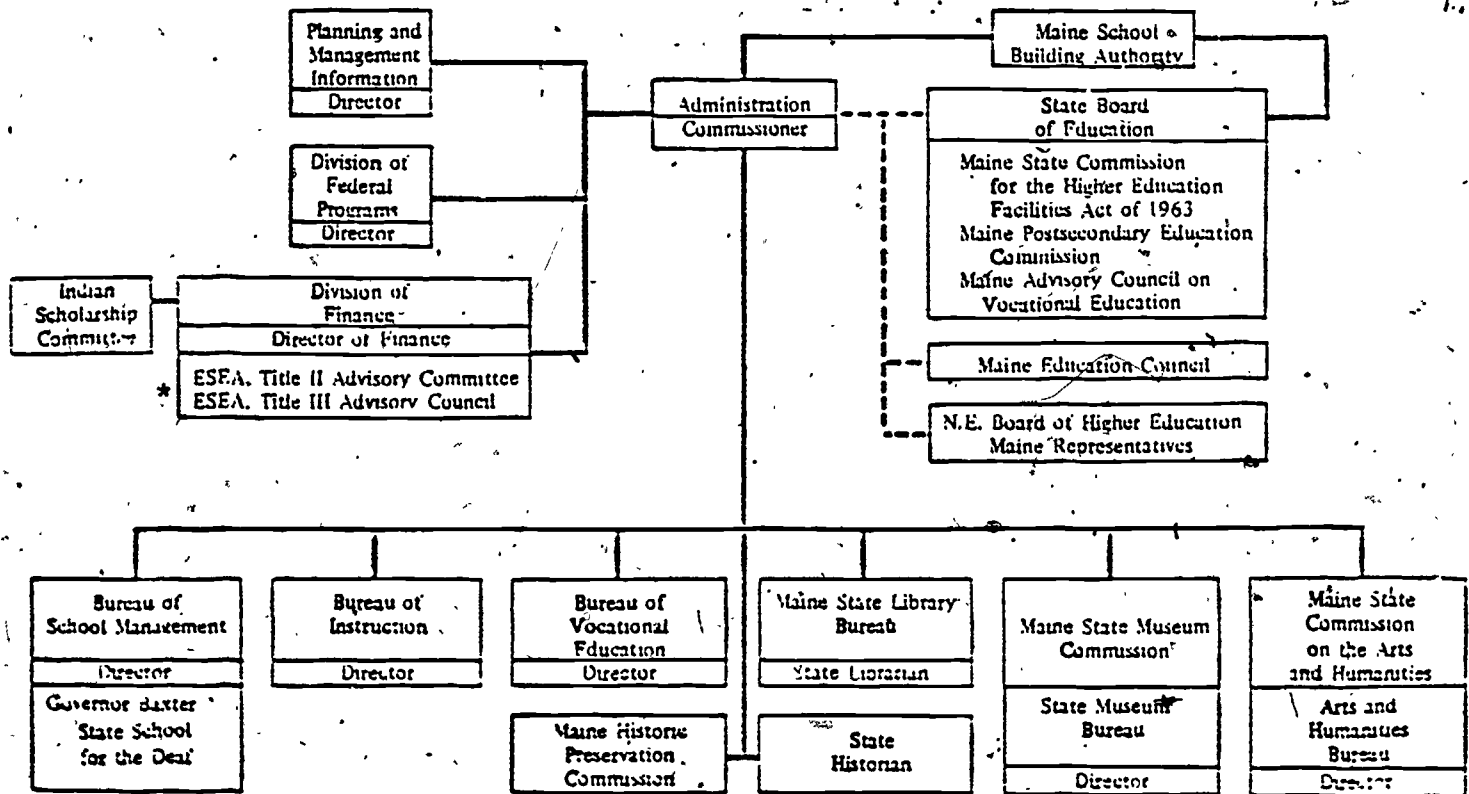 Planning and
Management
Information
Director
Maine School
Building Authority
Administration
Commissioner
State Board
of Education
Maine State Commission
for the Higher Education
Facilities Act of 1963
Maine Postsecondary Education
Commission
Maine Advisory Council on
Vocational Education
Division of
Federal
Programs
Director
Indian
Scholarship
Committee
Division of
Finance
Director of Finance
* ESEA, Title II Advisory Committee
ESEA, Title III Advisory Council
Maine Education Council
N.E. Board of Higher Education
Maine Representatives
Bureau of
School Management
Director
Governor Baxter
State School
for the Deaf
Bureau of
Instruction
Director
Bureau of
Vocational
Education
Director
Maine State Library
Bureau
State Librarian
Maine State Museum
Commission
State Museum
Bureau
Director
Maine State
Commission
on the Arts
and Humanities
Arts and
Humanities
Bureau
Director
Maine Historic
Preservation
Commission
State
Historian